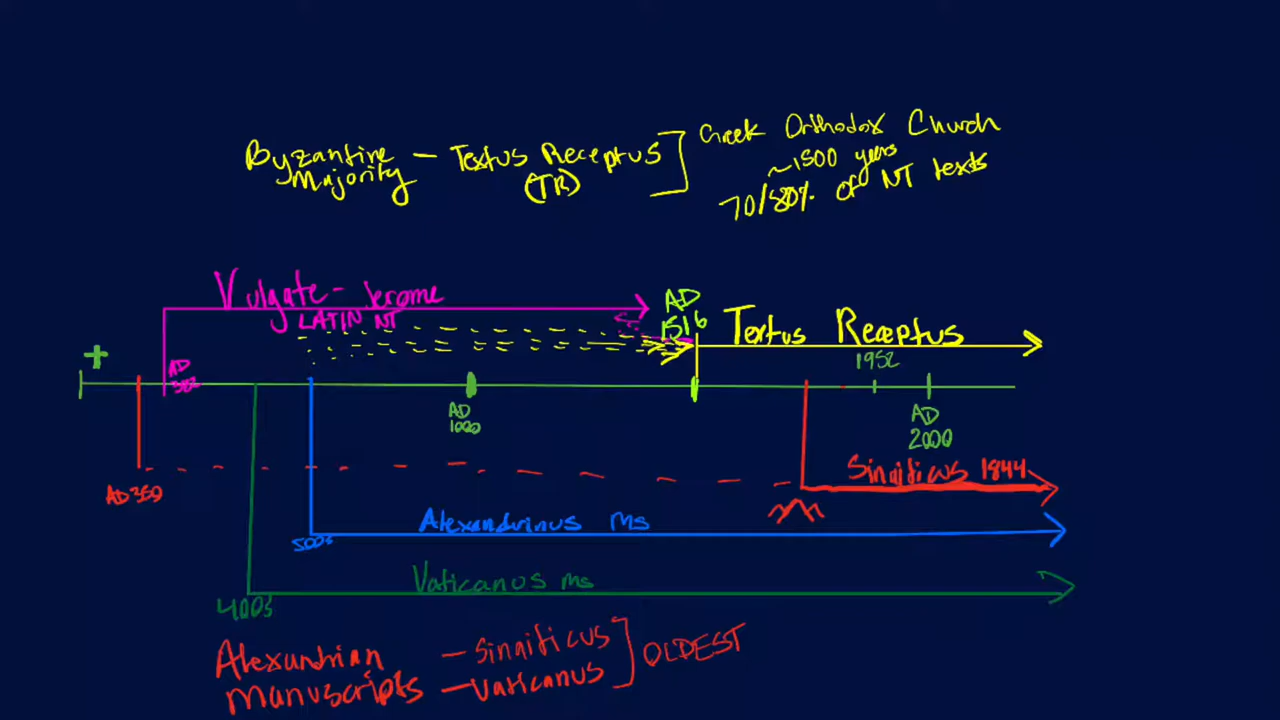 Byzantine — Textus Receptus
Majority (TR)
Greek Orthodox Church
~1500 years
70/80% of NT texts
Vulgate - Jerome
LATIN NT
AD
1516
Textus Receptus
1952
AD
382
AD
1000
AD
2000
AD 350
Sinaiticus 1844
Alexandrinus ms
500s
Vaticanus ms
400s
Alexandrian — Sinaiticus
Manuscripts — Vaticanus
OLDEST